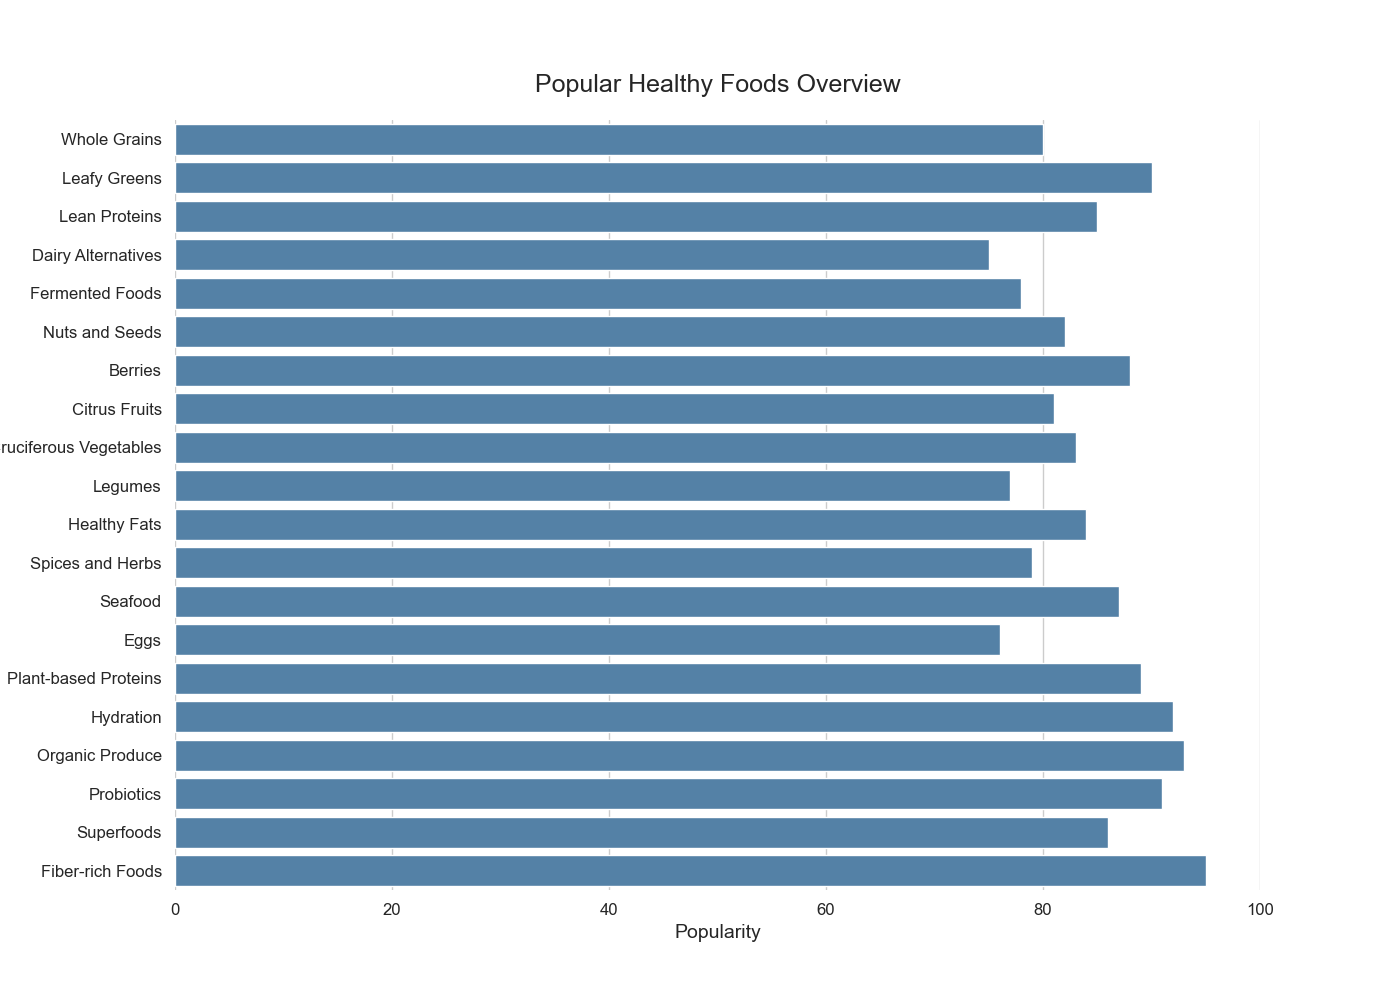 Popular Healthy Foods Overview
Whole Grains
Leafy Greens
Lean Proteins
Dairy Alternatives
Fermented Foods
Nuts and Seeds
Berries
Citrus Fruits
ruciferous Vegetables
Legumes
Healthy Fats
Spices and Herbs
Seafood
Eggs
Plant-based Proteins
Hydration
Organic Produce
Probiotics
Superfoods
Fiber-rich Foods
0 20 40 60 80 100
Popularity